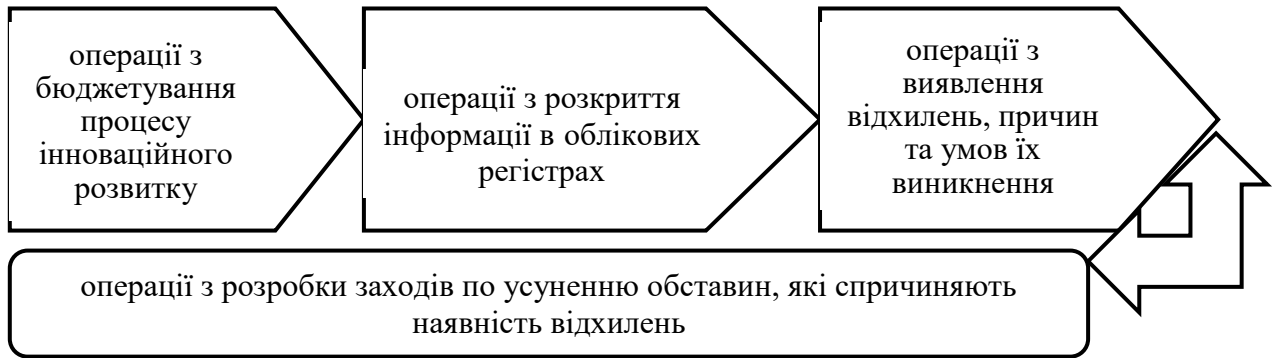 операції з
бюджетування
процесу
інноваційного
розвитку
операції з розкриття
інформації в облікових
регістрах
операції з
виявлення
відхилень, причин
та умов їх
виникнення
операції з розробки заходів по усуненню обставин, які спричиняють
наявність відхилень